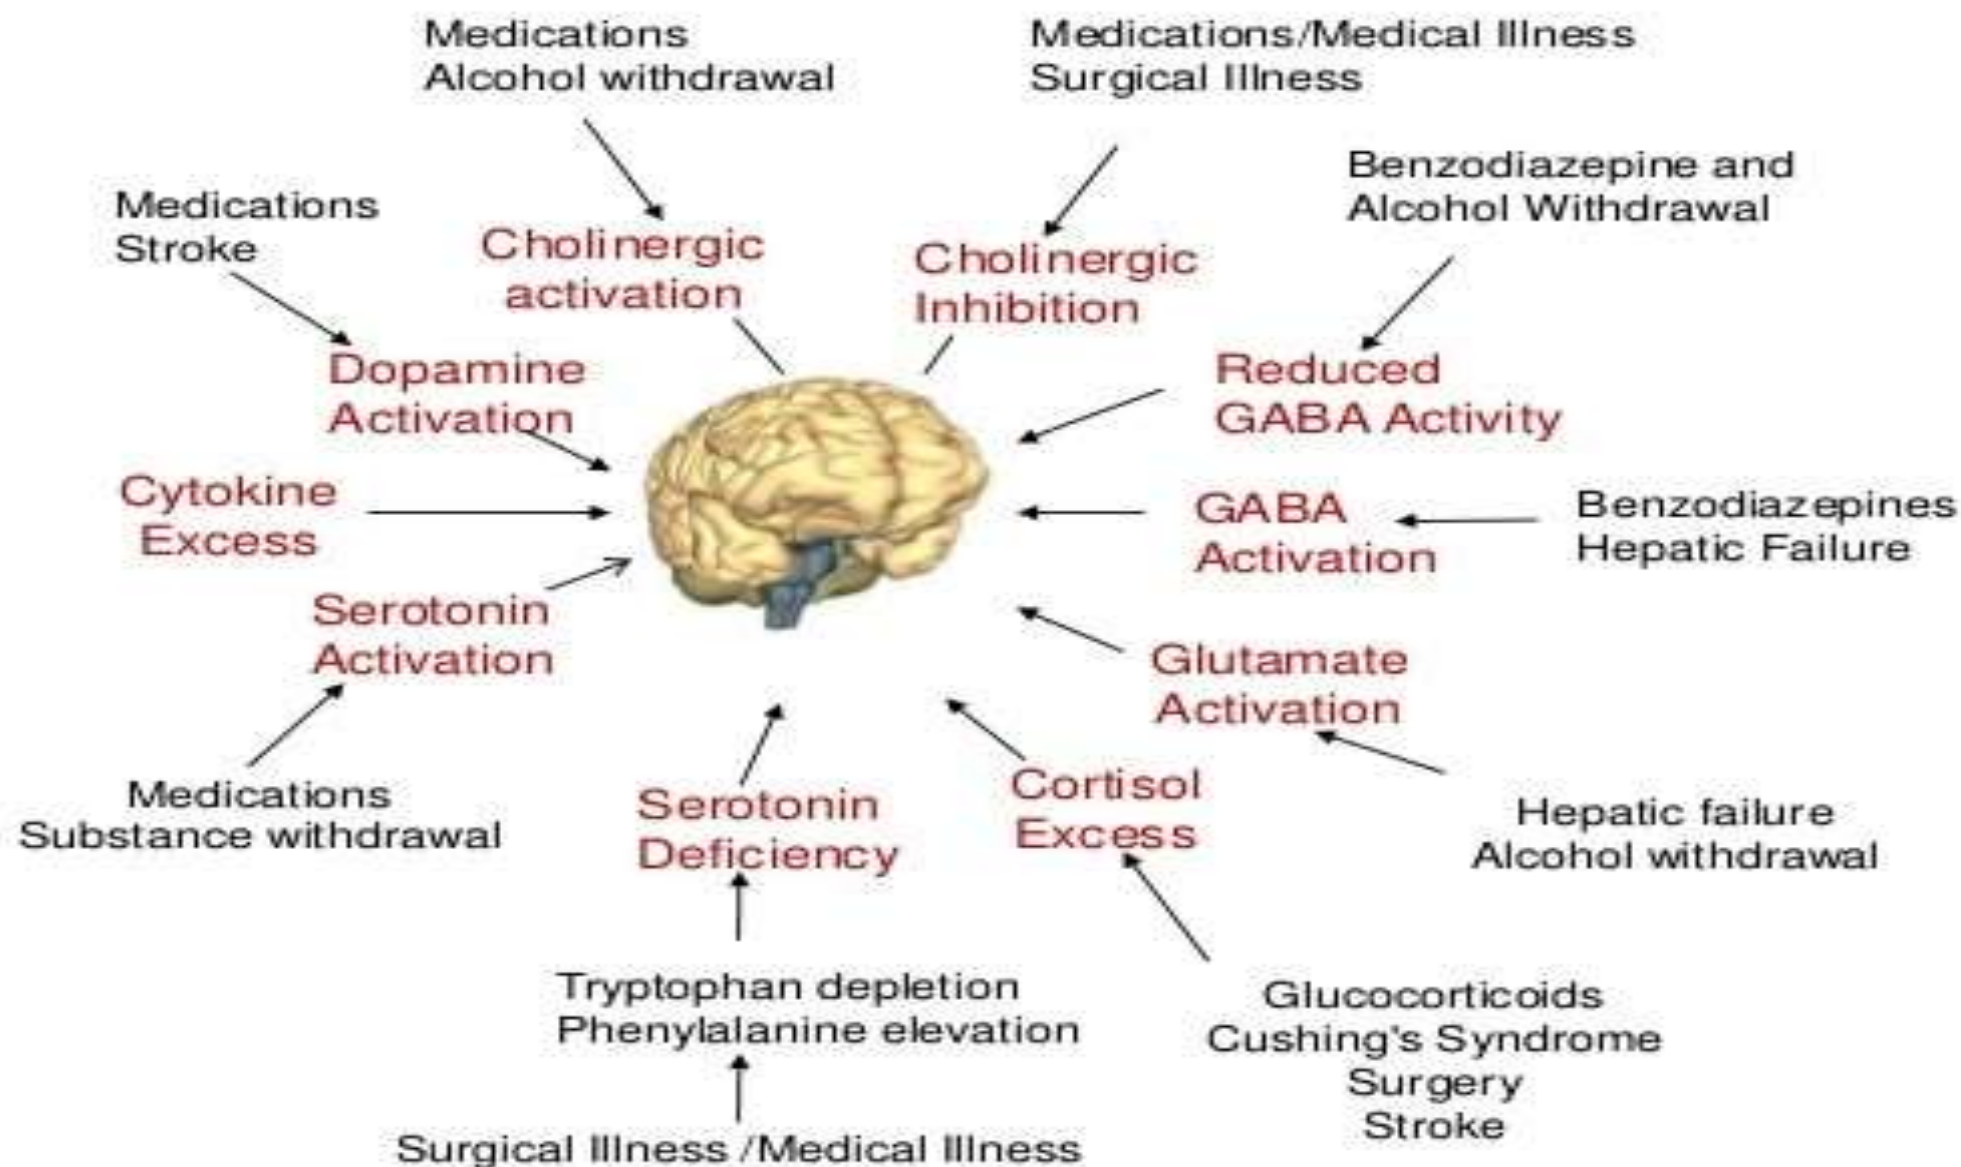 Medications
Alcohol withdrawal
Medications/Medical Illness
Surgical Illness
Benzodiazepine and
Alcohol Withdrawal
Medications
Stroke
Cholinergic
activation
Cholinergic
Inhibition
Dopamine
Activation
Reduced
GABA Activity
Cytokine
Excess
GABA
Activation
Benzodiazepines
Hepatic Failure
Serotonin
Activation
Glutamate
Activation
Medications
Substance withdrawal
Serotonin
Deficiency
Cortisol
Excess
Hepatic failure
Alcohol withdrawal
Tryptophan depletion
Phenylalanine elevation
Glucocorticoids
Cushing's Syndrome
Surgery
Stroke
Surgical Illness /Medical Illness